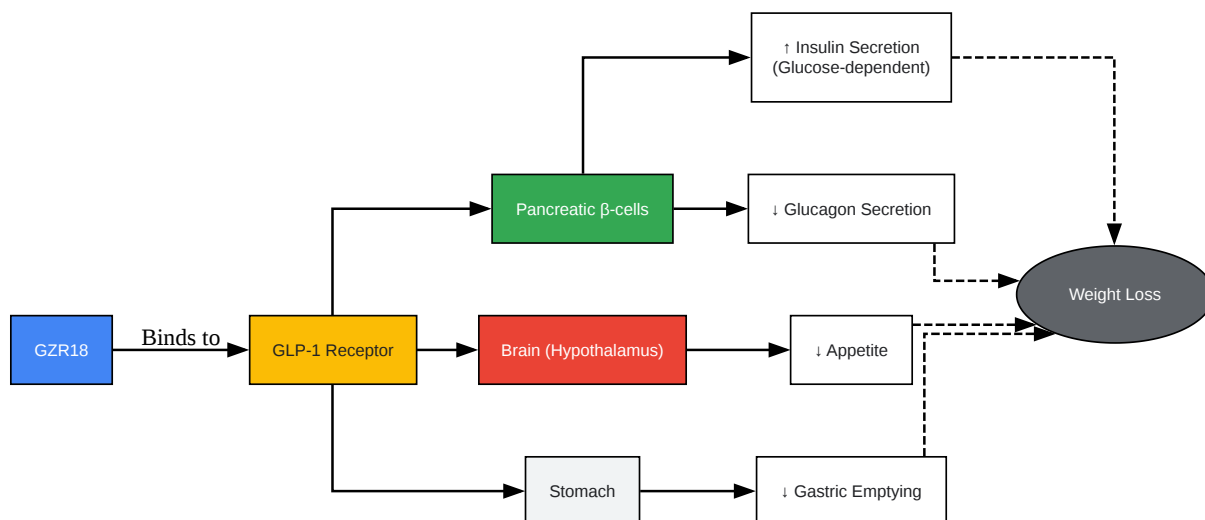 ↑ Insulin Secretion
(Glucose-dependent)
Pancreatic β-cells
↓ Glucagon Secretion
Weight Loss
GZR18
Binds to
GLP-1 Receptor
Brain (Hypothalamus)
↓ Appetite
Stomach
↓ Gastric Emptying